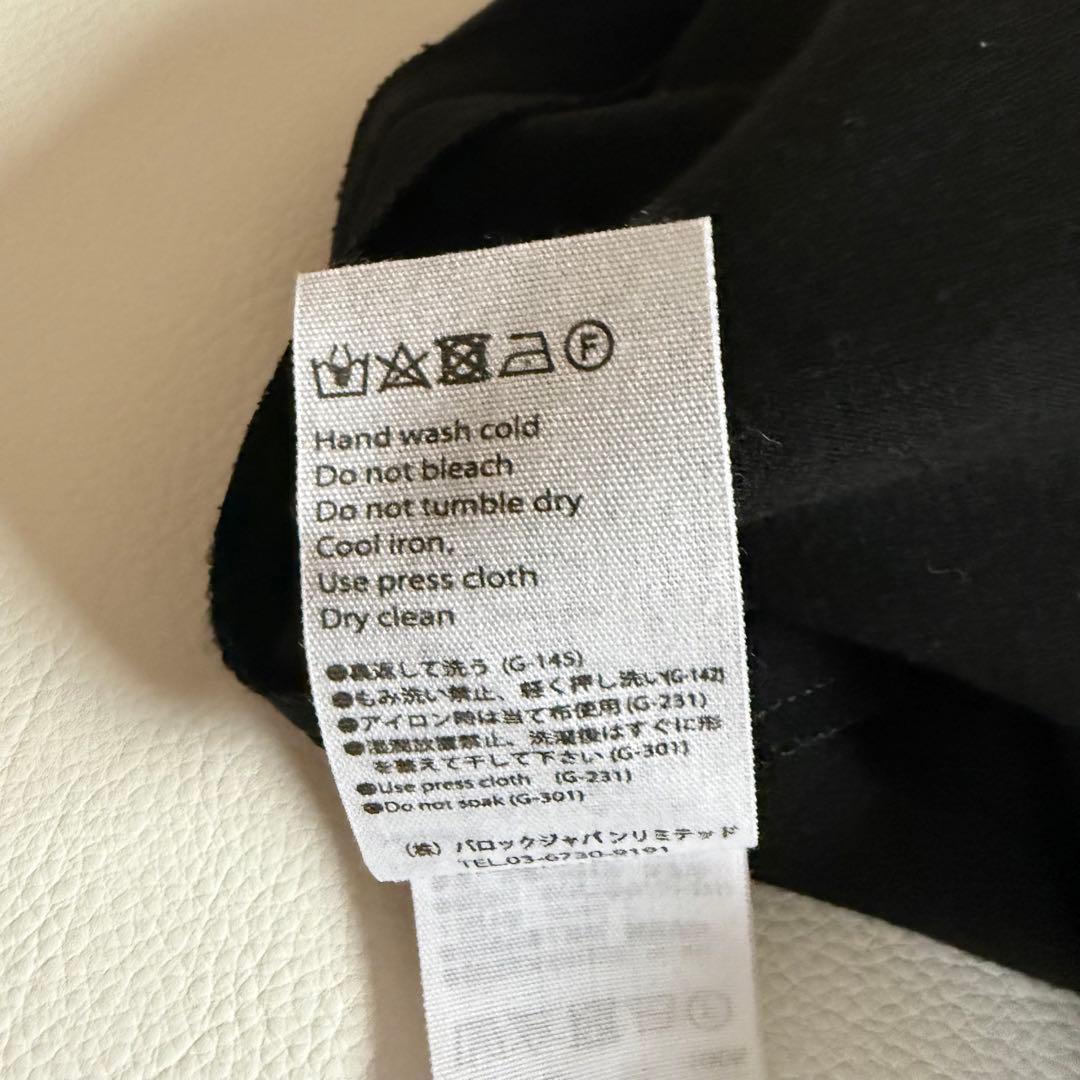 F
Hand wash cold
Do not bleach
Do not tumble dry
Cool iron,
Use press cloth
Dry clean
●裏返して洗う (G-145)
●もみ洗い禁止、軽く押し洗い(G-142)
●アイロン時は当て布使用(G-231)
●湿潤放置禁止、洗濯後はすぐに形
を整えて干して下さい(G-301)
●Use press cloth (G-231)
●Do not soak (G-301)
(株) バロックジャパンリミテッド
TEL.03-6730-9191